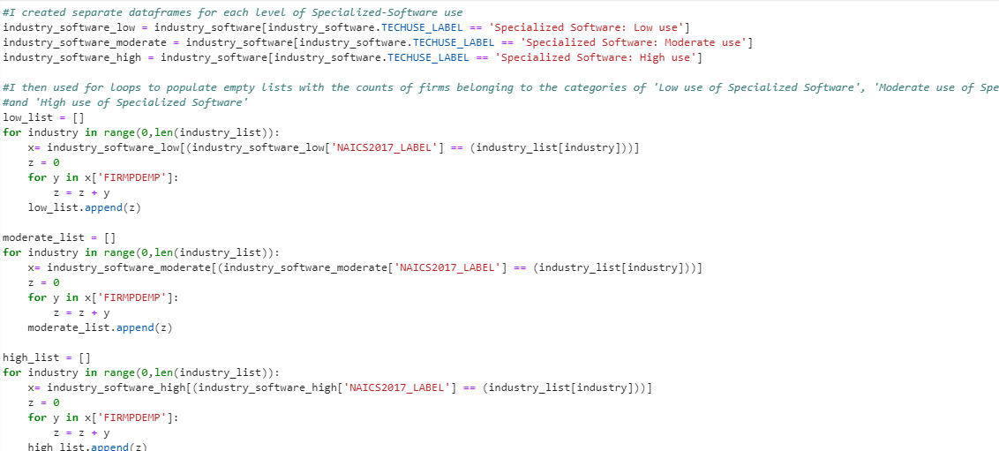 #I created separate dataframes for each level of Specialized-Software use
industry_software_low = industry_software[industry_software.TECHUSE_LABEL == 'Specialized Software: Low use']
industry_software_moderate = industry_software[industry_software.TECHUSE_LABEL == 'Specialized Software: Moderate use']
industry_software_high = industry_software[industry_software.TECHUSE_LABEL == 'Specialized Software: High use']

#I then used for loops to populate empty lists with the counts of firms belonging to the categories of 'Low use of Specialized Software', 'Moderate use of Spe
#and 'High use of Specialized Software'
low_list = []
for industry in range(0,len(industry_list)):
    x= industry_software_low[(industry_software_low['NAICS2017_LABEL'] == (industry_list[industry]))]
    z = 0
    for y in x['FIRMPDEMP']:
        z = z + y
    low_list.append(z)

moderate_list = []
for industry in range(0,len(industry_list)):
    x= industry_software_moderate[(industry_software_moderate['NAICS2017_LABEL'] == (industry_list[industry]))]
    z = 0
    for y in x['FIRMPDEMP']:
        z = z + y
    moderate_list.append(z)

high_list = []
for industry in range(0,len(industry_list)):
    x= industry_software_high[(industry_software_high['NAICS2017_LABEL'] == (industry_list[industry]))]
    z = 0
    for y in x['FIRMPDEMP']:
        z = z + y
    high_list.append(z)